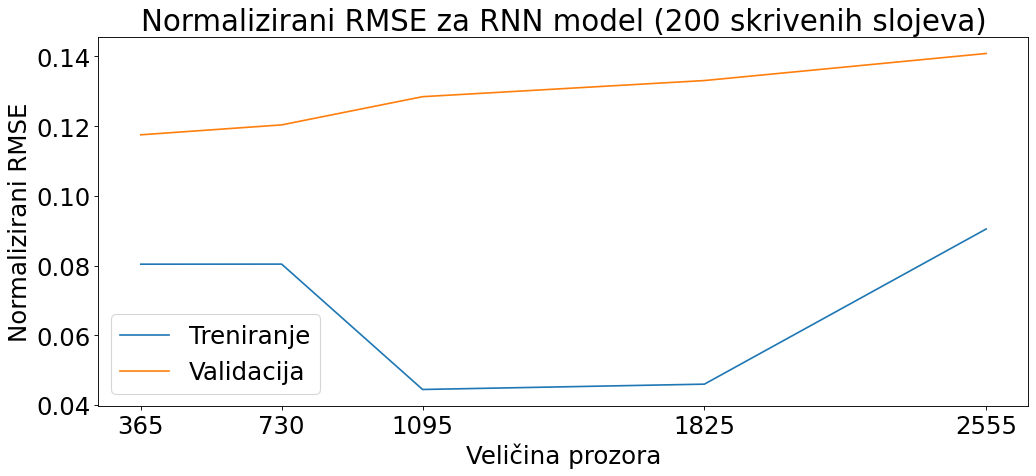 Normalizirani RMSE za RNN model (200 skrivenih slojeva)
Normalizirani RMSE
0.14
0.12
0.10
0.08
0.06
0.04
Treniranje
Validacija
365 730 1095 1825 2555
Veličina prozora